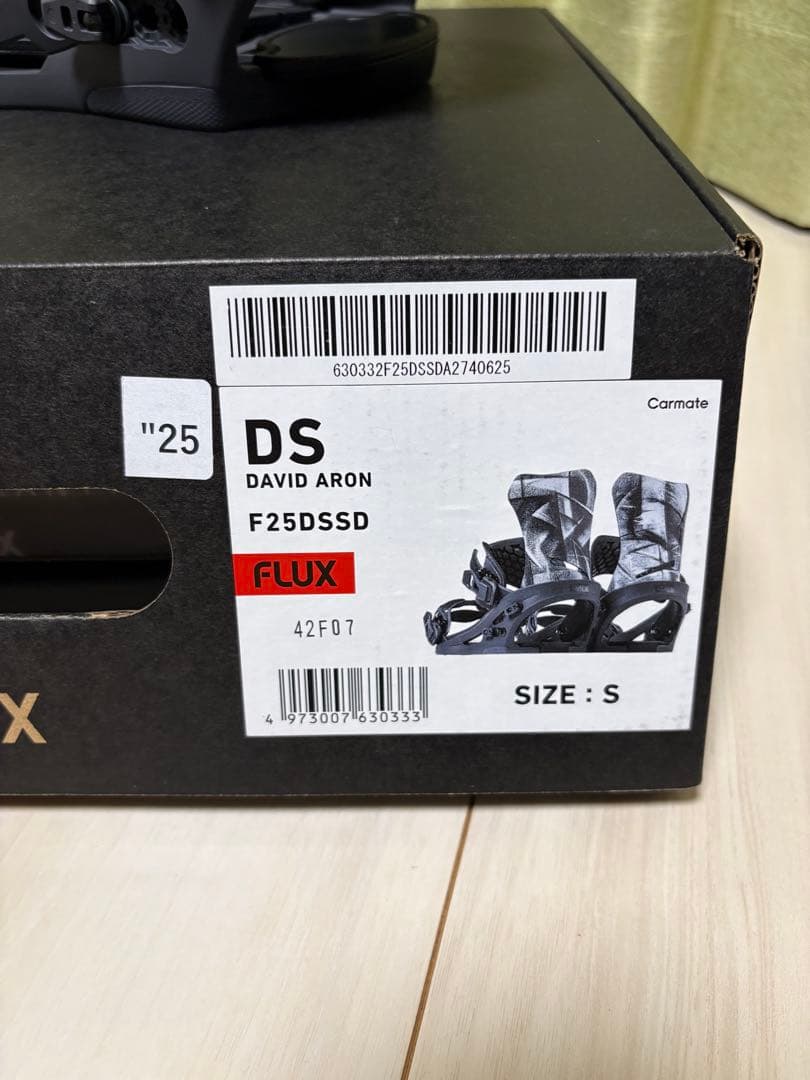 630332F25DSSDA2740625
"25
Carmate
DS
DAVID ARON
F25DSSD
FLUX
42F07
SIZE : S
4 973007 630333
X
X